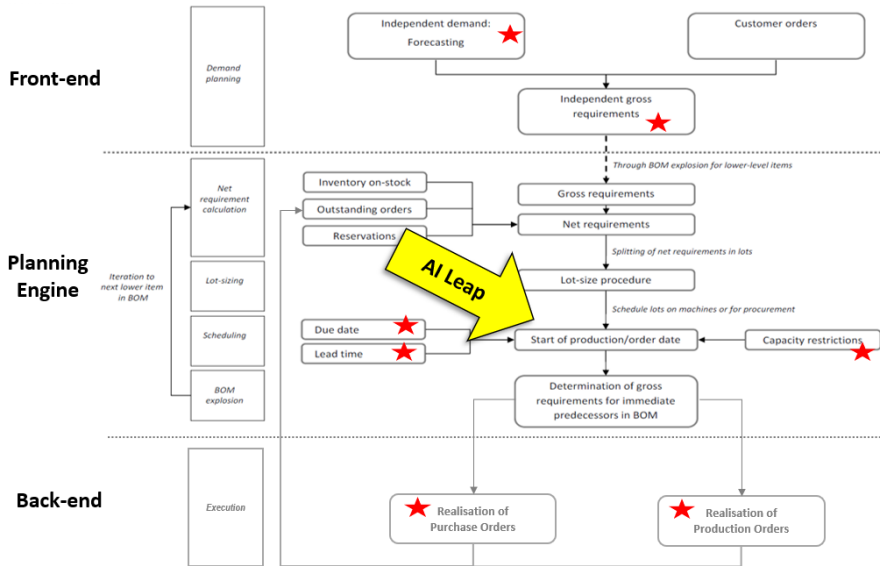 Independent demand:
Forecasting
Customer orders
Front-end
Demand
planning
Independent gross
requirements
Through BOM explosion for lower-level items
Net
requirement
calculation
Inventory on-stock
Gross requirements
Outstanding orders
Net requirements
Reservations
Planning
Engine
Iteration to
next lower item
in BOM
Splitting of net requirements in lots
AI Leap
Lot-sizing
Lot-size procedure
Schedule lots on machines or for procurement
Scheduling
Due date
Lead time
Start of production/order date
Capacity restrictions
BOM
explosion
Determination of gross
requirements for immediate
predecessors in BOM
Back-end
Execution
Realisation of
Purchase Orders
Realisation of
Production Orders